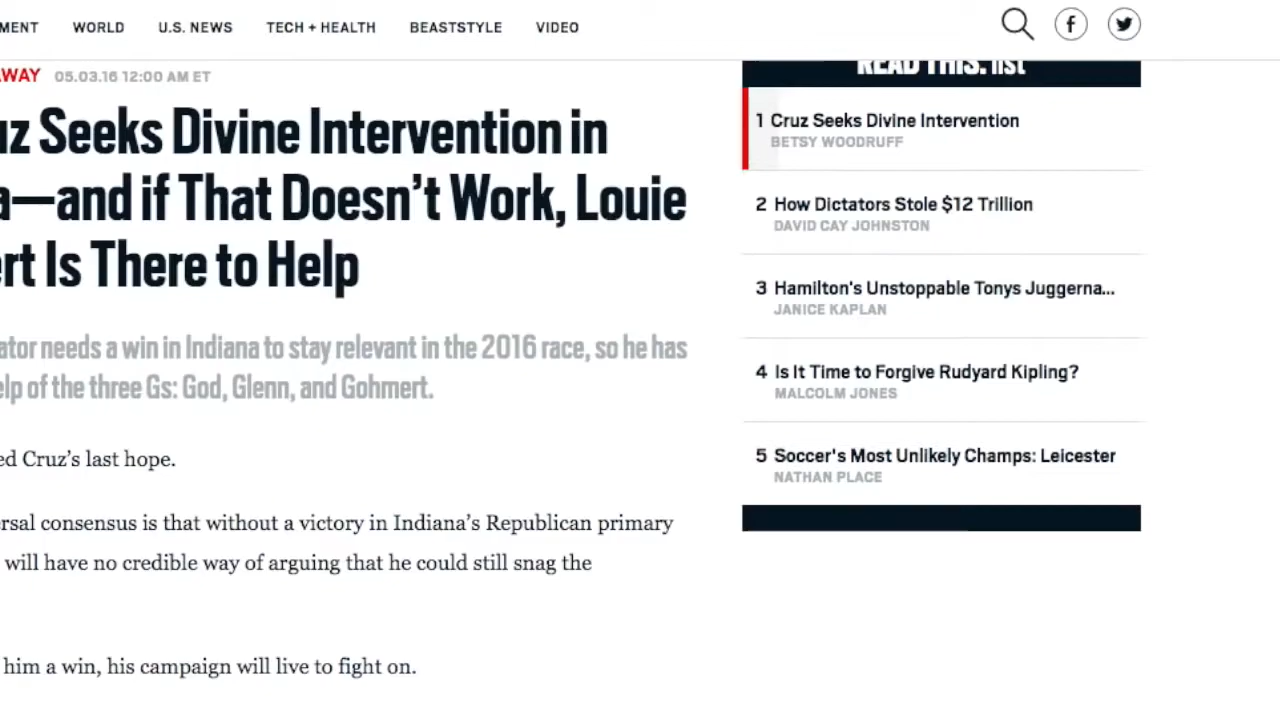 MENT WORLD U.S. NEWS TECH + HEALTH BEASTSTYLE VIDEO
WAY 05.03.16 12:00 AM ET
uz Seeks Divine Intervention in
a—and if That Doesn't Work, Louie
ert Is There to Help
ator needs a win in Indiana to stay relevant in the 2016 race, so he has
elp of the three Gs: God, Glenn, and Gohmert.
ed Cruz's last hope.
ersal consensus is that without a victory in Indiana's Republican primary
will have no credible way of arguing that he could still snag the
him a win, his campaign will live to fight on.
READ THIS. list
1 Cruz Seeks Divine Intervention
BETSY WOODRUFF
2 How Dictators Stole $12 Trillion
DAVID CAY JOHNSTON
3 Hamilton's Unstoppable Tonys Juggerna...
JANICE KAPLAN
4 Is It Time to Forgive Rudyard Kipling?
MALCOLM JONES
5 Soccer's Most Unlikely Champs: Leicester
NATHAN PLACE